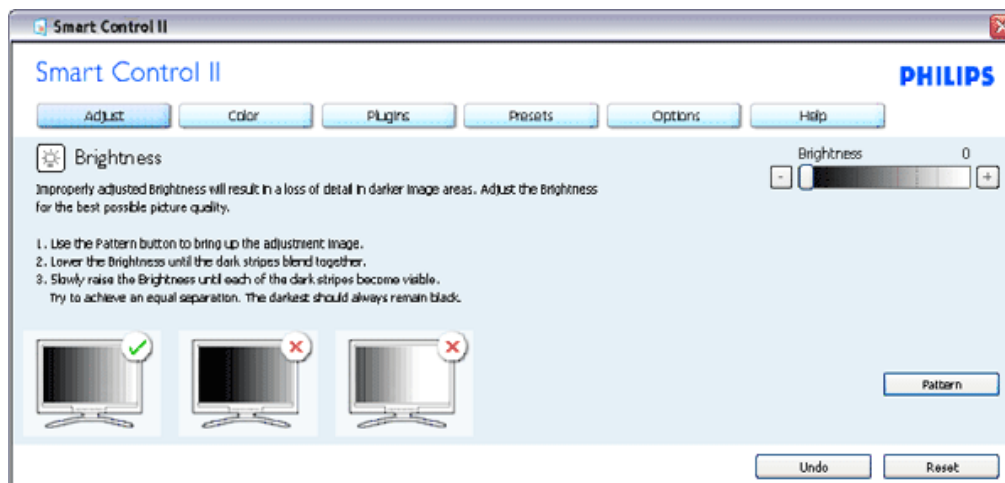 Smart Control II
Smart Control II
PHILIPS
Adjust Color Plugins Presets Options Help
Brightness
Brightness 0
Improperly adjusted Brightness will result in a loss of detail in darker image areas. Adjust the Brightness
for the best possible picture quality.
- +
1. Use the Pattern button to bring up the adjustment image.
2. Lower the Brightness until the dark stripes blend together.
3. Slowly raise the Brightness until each of the dark stripes become visible.
Try to achieve an equal separation. The darkest should always remain black.
Pattern
Undo Reset